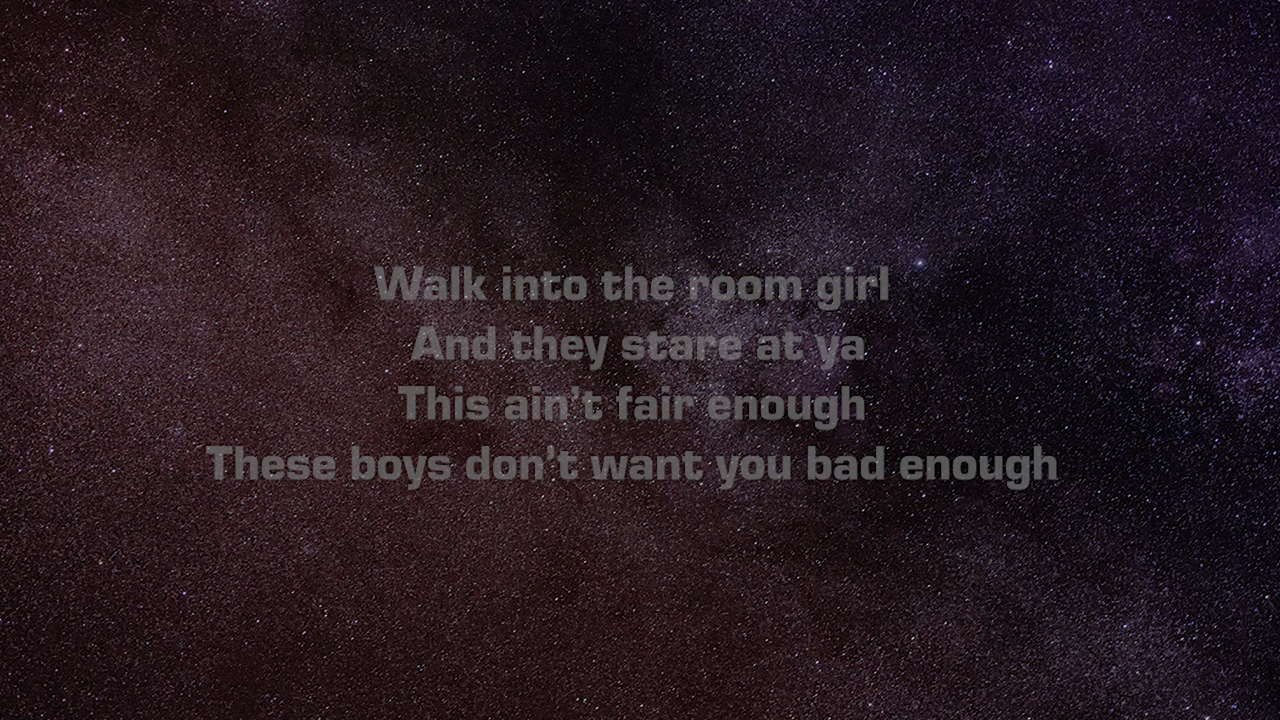 Walk into the room girl
And they stare at ya
This ain't fair enough
These boys don't want you bad enough